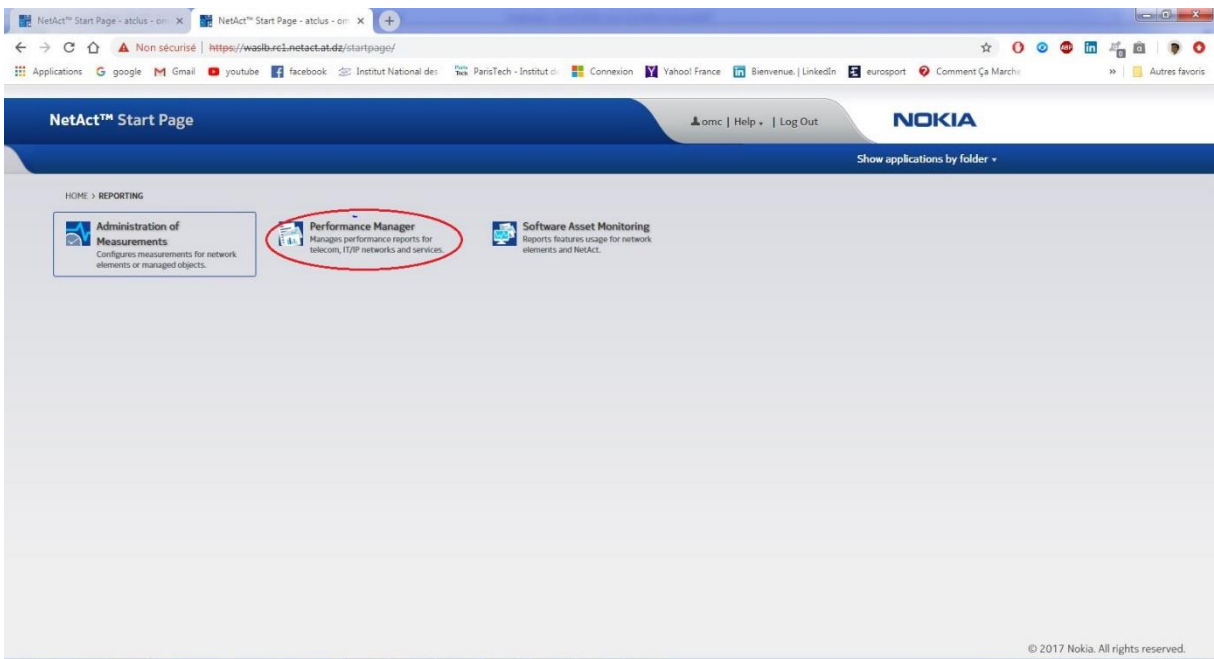 NetAct™ Start Page - atclus - om
NetAct™ Start Page - atclus - om
Non sécurisé | https://waslb.rc1.netact.at.dz/startpage/
Applications google Gmail youtube facebook Institut National des ParisTech - Institut d Connexion Yahoo! France Bienvenue. | LinkedIn eurosport Comment Ça Marche » Autres favoris
NetAct™ Start Page
omc | Help | Log Out
NOKIA
Show applications by folder
HOME > REPORTING
Administration of
Measurements
Configures measurements for network
elements or managed objects.
Performance Manager
Manages performance reports for
telecom, IT/IP networks and services.
Software Asset Monitoring
Reports features usage for network
elements and NetAct.
© 2017 Nokia. All rights reserved.